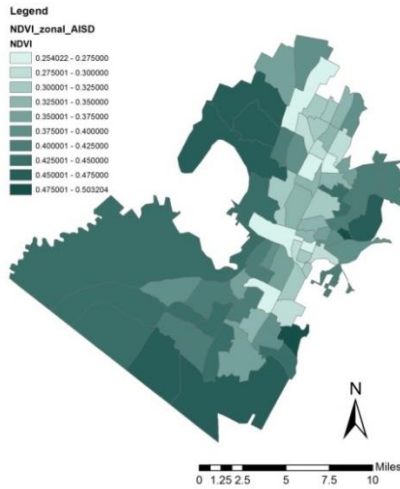 Legend
NDVI_zonal_AISD
NDVI
0.254022 - 0.275000
0.275001 - 0.300000
0.300001 - 0.325000
0.325001 - 0.350000
0.350001 - 0.375000
0.375001 - 0.400000
0.400001 - 0.425000
0.425001 - 0.450000
0.450001 - 0.475000
0.475001 - 0.503204
N
Miles
0 1.25 2.5 5 7.5 10